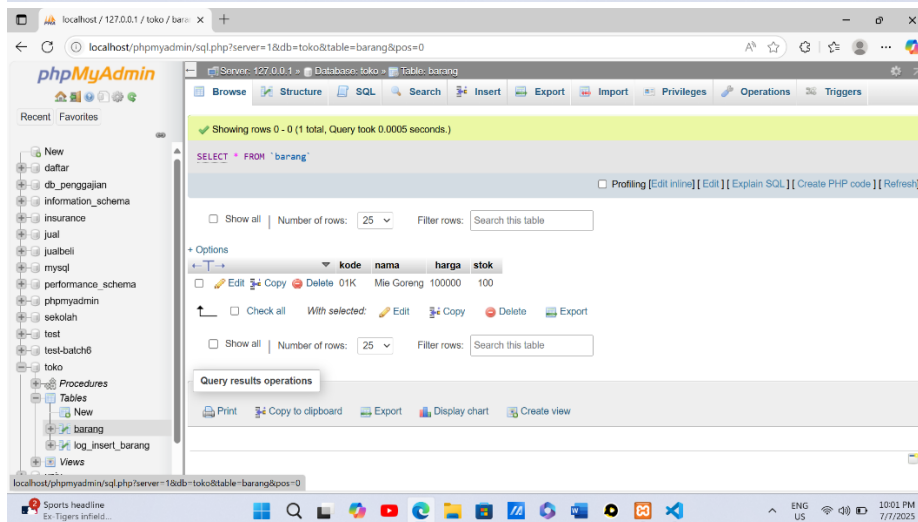 localhost / 127.0.0.1 / toko / bara
localhost/phpmyadmin/sql.php?server=1&db=toko&table=barang&pos=0
phpMyAdmin
Recent Favorites
New
daftar
db_penggajian
information_schema
insurance
jual
jualbeli
mysql
performance_schema
phpmyadmin
sekolah
test
test-batch6
toko
Procedures
Tables
New
barang
log_insert_barang
Views
Server: 127.0.0.1 » Database: toko » Table: barang
Browse Structure SQL Search Insert Export Import Privileges Operations Triggers
Showing rows 0 - 0 (1 total, Query took 0.0005 seconds.)
SELECT * FROM `barang`
Profiling [Edit inline] [ Edit ] [ Explain SQL ] [ Create PHP code ] [ Refresh]
Show all | Number of rows: 25 Filter rows: Search this table
+ Options
←T→ kode nama harga stok
Edit Copy Delete 01K Mie Goreng 100000 100
Check all With selected: Edit Copy Delete Export
Show all | Number of rows: 25 Filter rows: Search this table
Query results operations
Print Copy to clipboard Export Display chart Create view
localhost/phpmyadmin/sql.php?server=1&db=toko&table=barang&pos=0
2
Sports headline
Ex-Tigers infield...
ENG
US
10:01 PM
7/7/2025